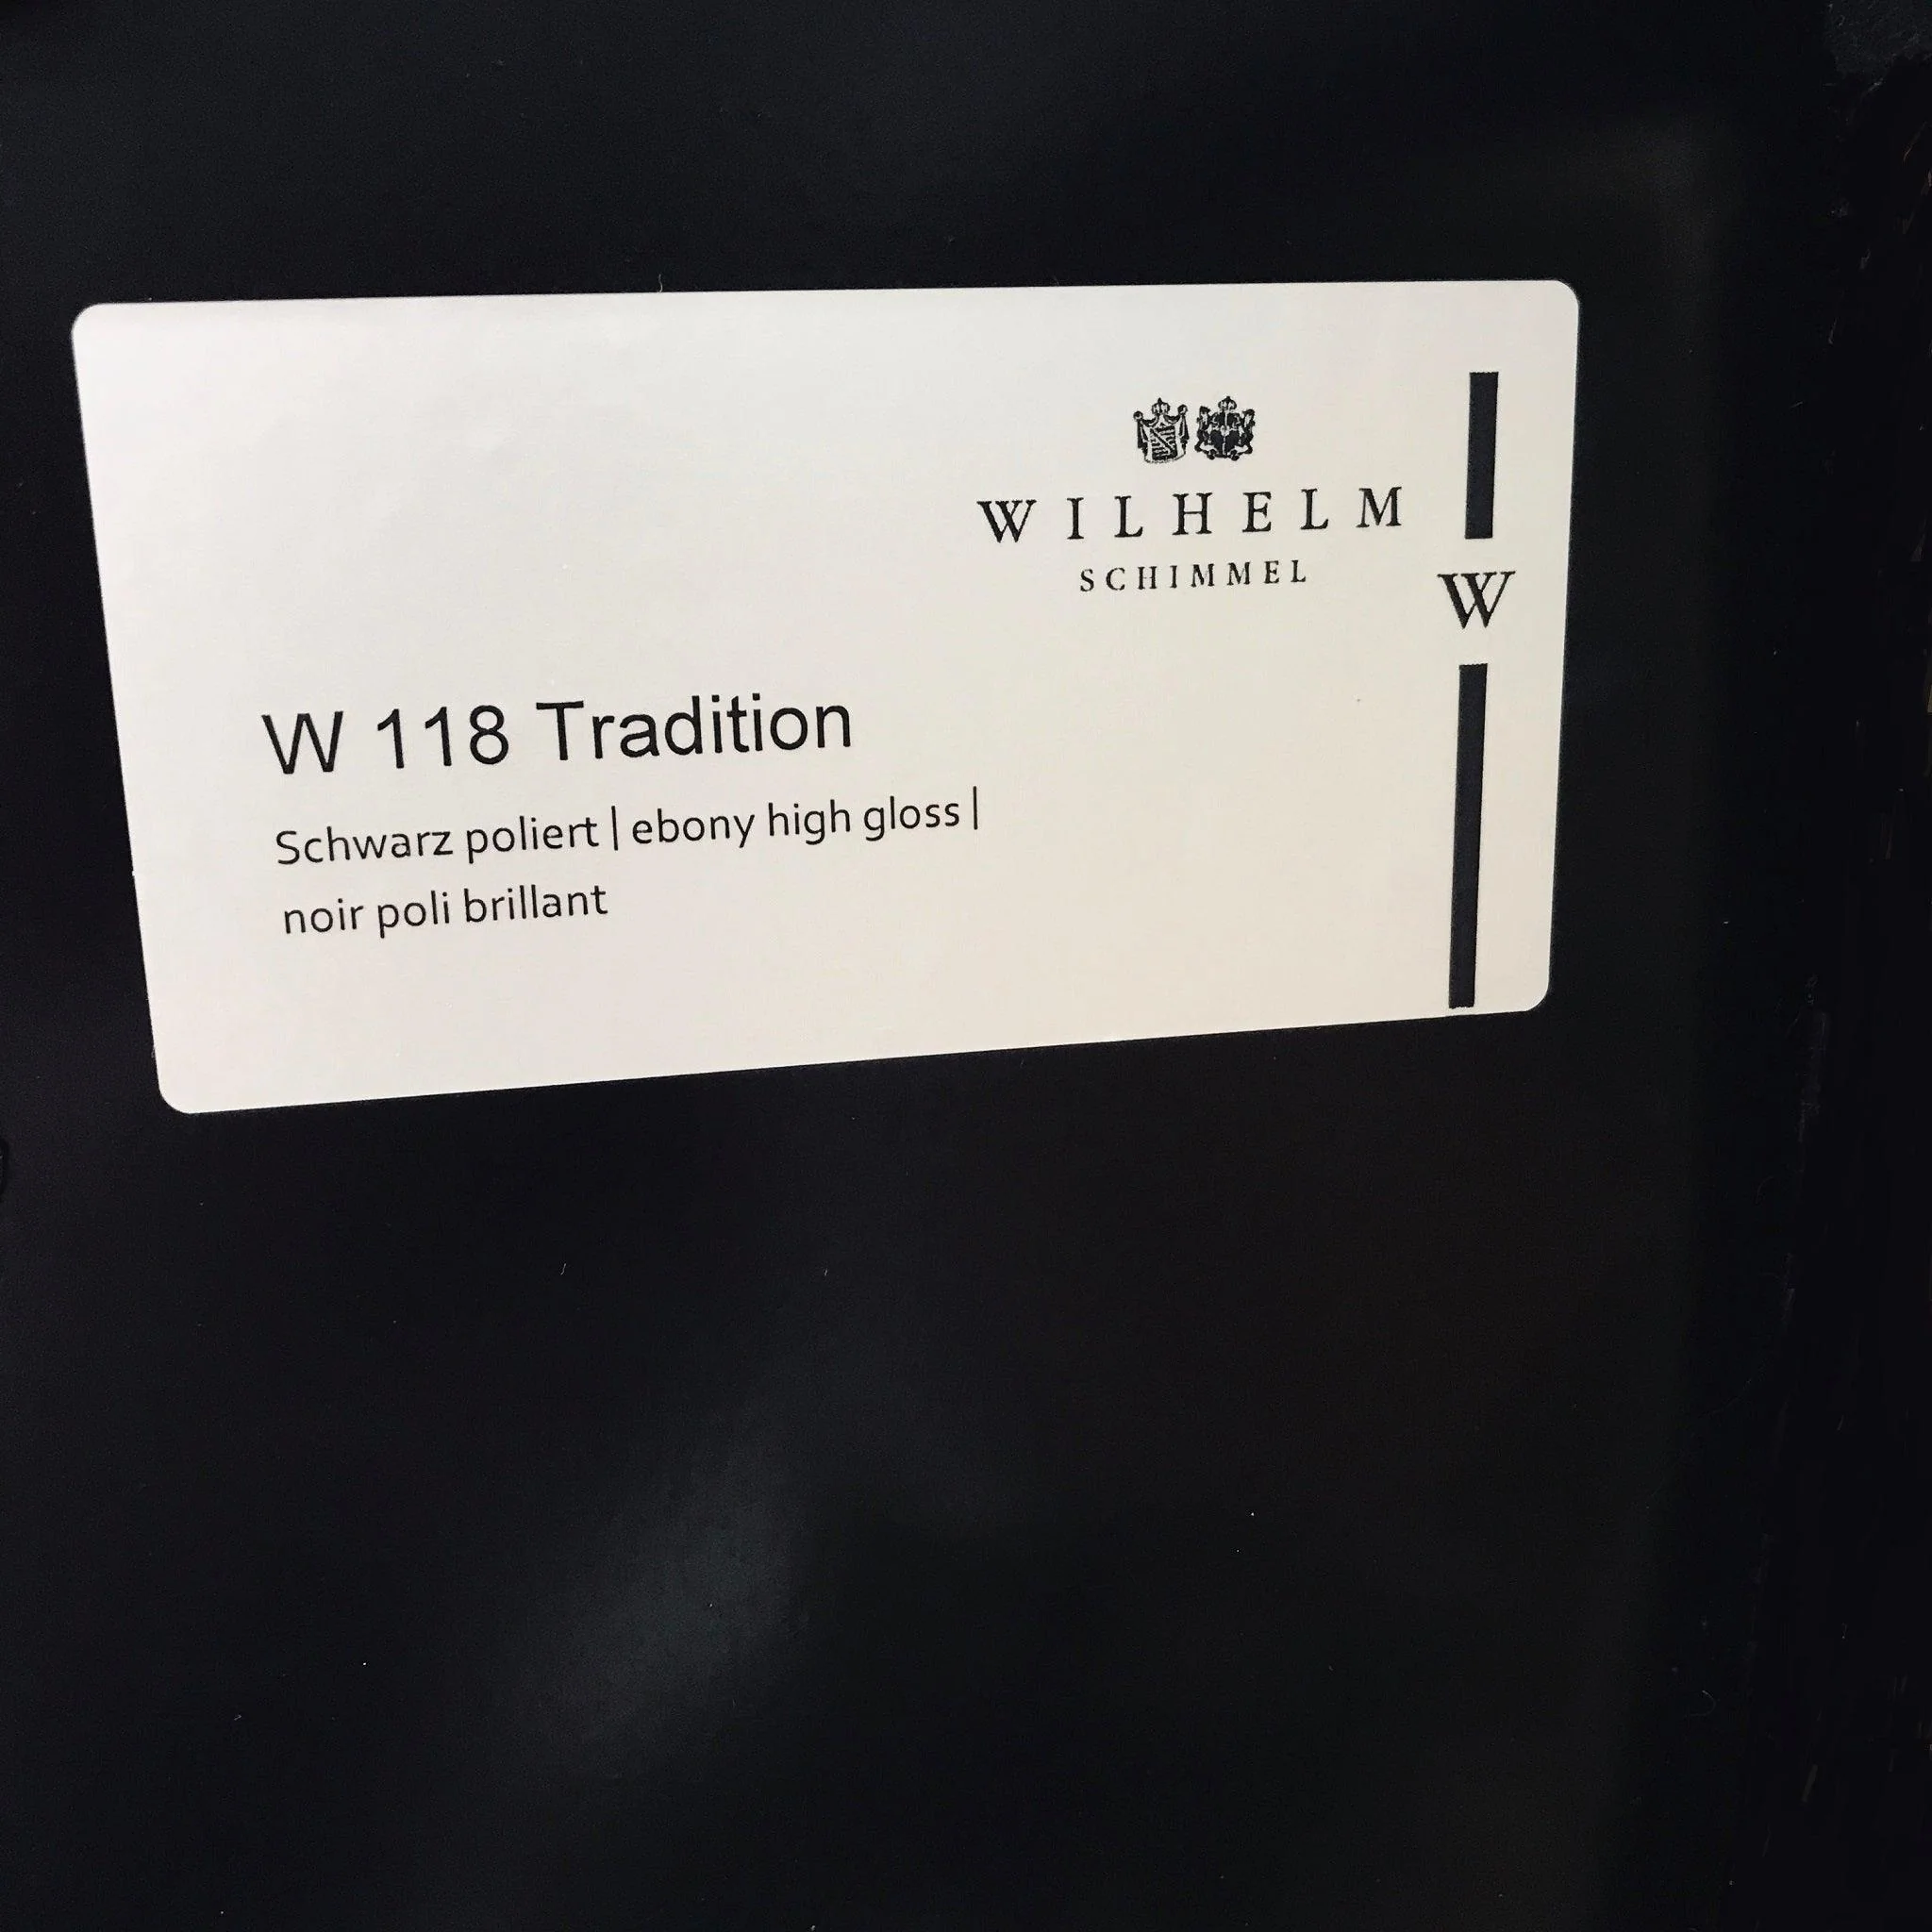 WILHELM
SCHIMMEL
W
W 118 Tradition
Schwarz poliert | ebony high gloss |
noir poli brillant